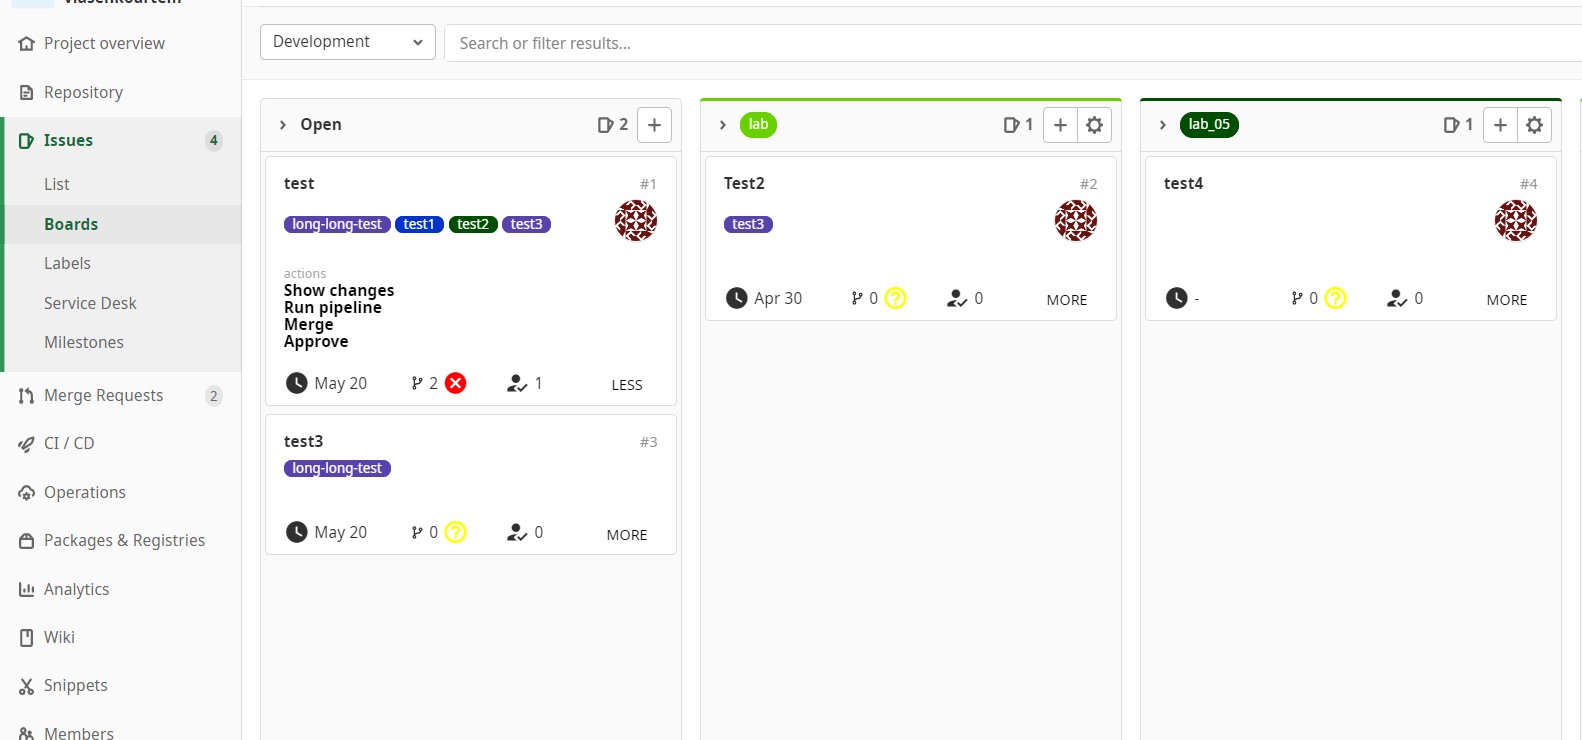 Project overview
Repository
Issues 4
List
Boards
Labels
Service Desk
Milestones
Merge Requests 2
CI / CD
Operations
Packages & Registries
Analytics
Wiki
Snippets
Members
Development
Search or filter results...
Open 2
test #1
long-long-test test1 test2 test3
actions
Show changes
Run pipeline
Merge
Approve
May 20 2 1 LESS
test3 #3
long-long-test
May 20 0 0 MORE
lab 1
Test2 #2
test3
Apr 30 0 0 MORE
lab_05 1
test4 #4
- 0 0 MORE